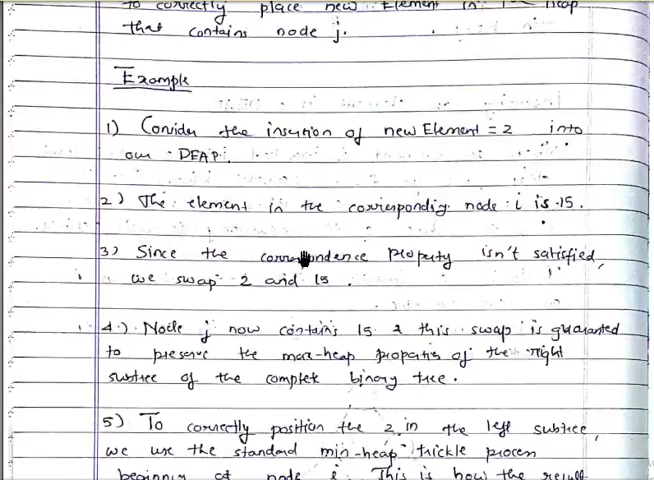 to correctly place new Element in heap
that contains node j.
Example
1) Consider the insertion of new Element = 2 into
our DEAP.
2) The element in the corresponding node i is 15.
3) Since the correspondence property isn't satisfied,
we swap 2 and 15.
4.) Node j now contains 15 & this swap is guaranted
to preserve the max-heap properties of the right
subtree of the complete binary tree.
5) To correctly position the 2 in the left subtree,
we use the standard min-heap trickle process
beginning at node i. This is how the result